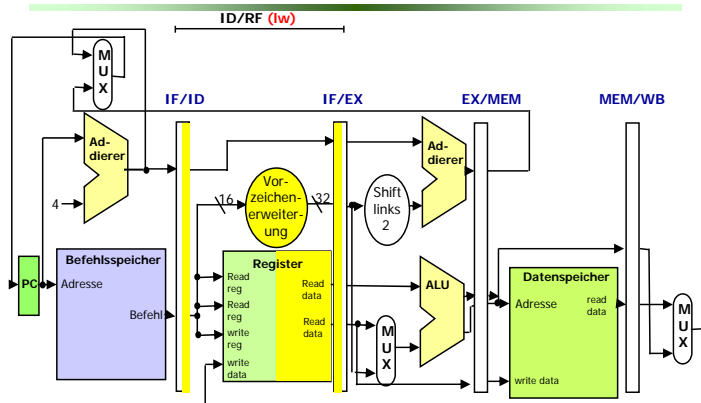 ID/RF (lw)
M
U
X
IF/ID
IF/EX
EX/MEM
MEM/WB
Ad-
dierer
4
16
Vor-
zeichen
erweiter-
ung
32
Shift
links
2
Ad-
dierer
PC
Befehlsspeicher
Adresse
Befehl
Register
Read
reg
Read
reg
write
reg
write
data
Read
data
Read
data
M
U
X
ALU
Datenspeicher
Adresse
read
data
write data
M
U
X